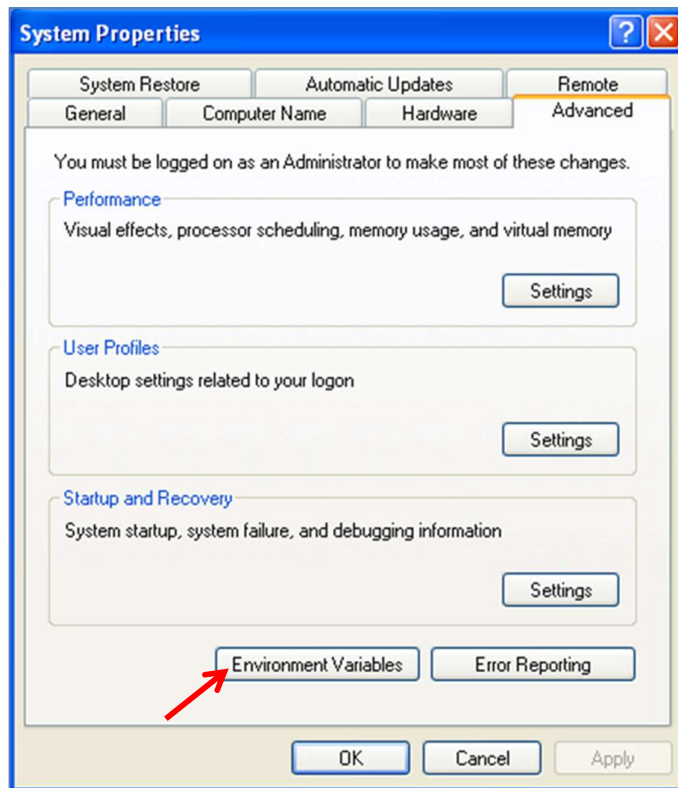 System Properties
System Restore Automatic Updates Remote
General Computer Name Hardware Advanced
You must be logged on as an Administrator to make most of these changes.
Performance
Visual effects, processor scheduling, memory usage, and virtual memory
Settings
User Profiles
Desktop settings related to your logon
Settings
Startup and Recovery
System startup, system failure, and debugging information
Settings
Environment Variables Error Reporting
OK Cancel Apply